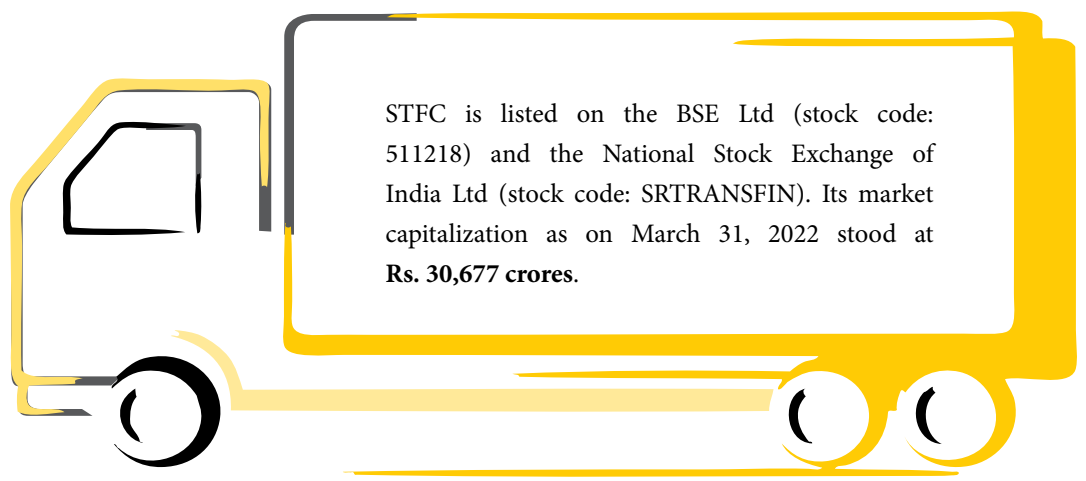 STFC is listed on the BSE Ltd (stock code:
511218) and the National Stock Exchange of
India Ltd (stock code: SRTRANSFIN). Its market
capitalization as on March 31, 2022 stood at
Rs. 30,677 crores.